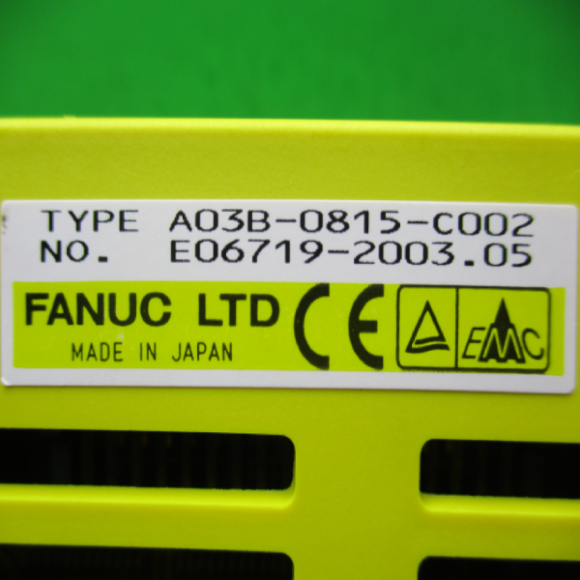 TYPE A03B-0815-C002
NO. E06719-2003.05
FANUC LTD CE EMC
MADE IN JAPAN